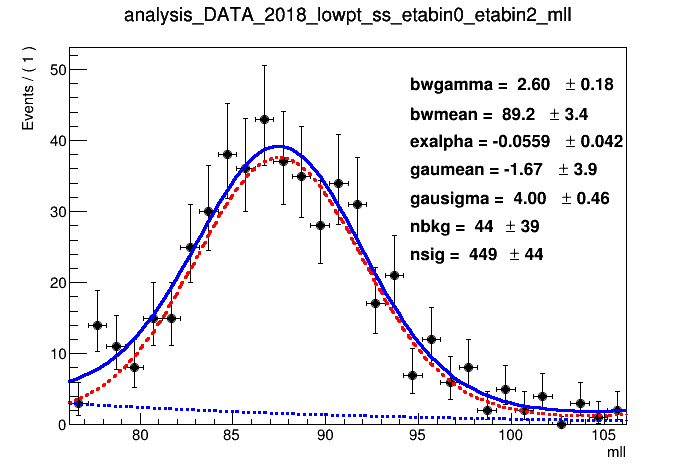 analysis_DATA_2018_lowpt_ss_etabin0_etabin2_mll
Events / ( 1 )
50
40
30
20
10
0
bwgamma = 2.60 ± 0.18
bwmean = 89.2 ± 3.4
exalpha = -0.0559 ± 0.042
gaumean = -1.67 ± 3.9
gausigma = 4.00 ± 0.46
nbkg = 44 ± 39
nsig = 449 ± 44
80 85 90 95 100 105
mll